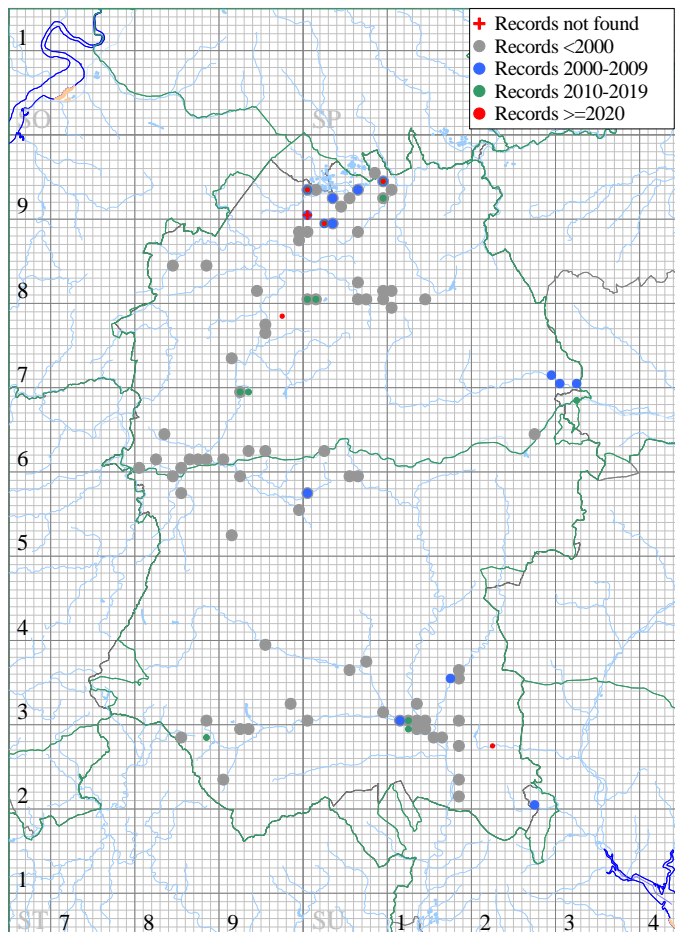 Records not found
Records <2000
Records 2000-2009
Records 2010-2019
Records >=2020
1
SO
SP
9
8
7
6
5
4
3
2
1
ST
7
8
9
SU
1
2
3
4